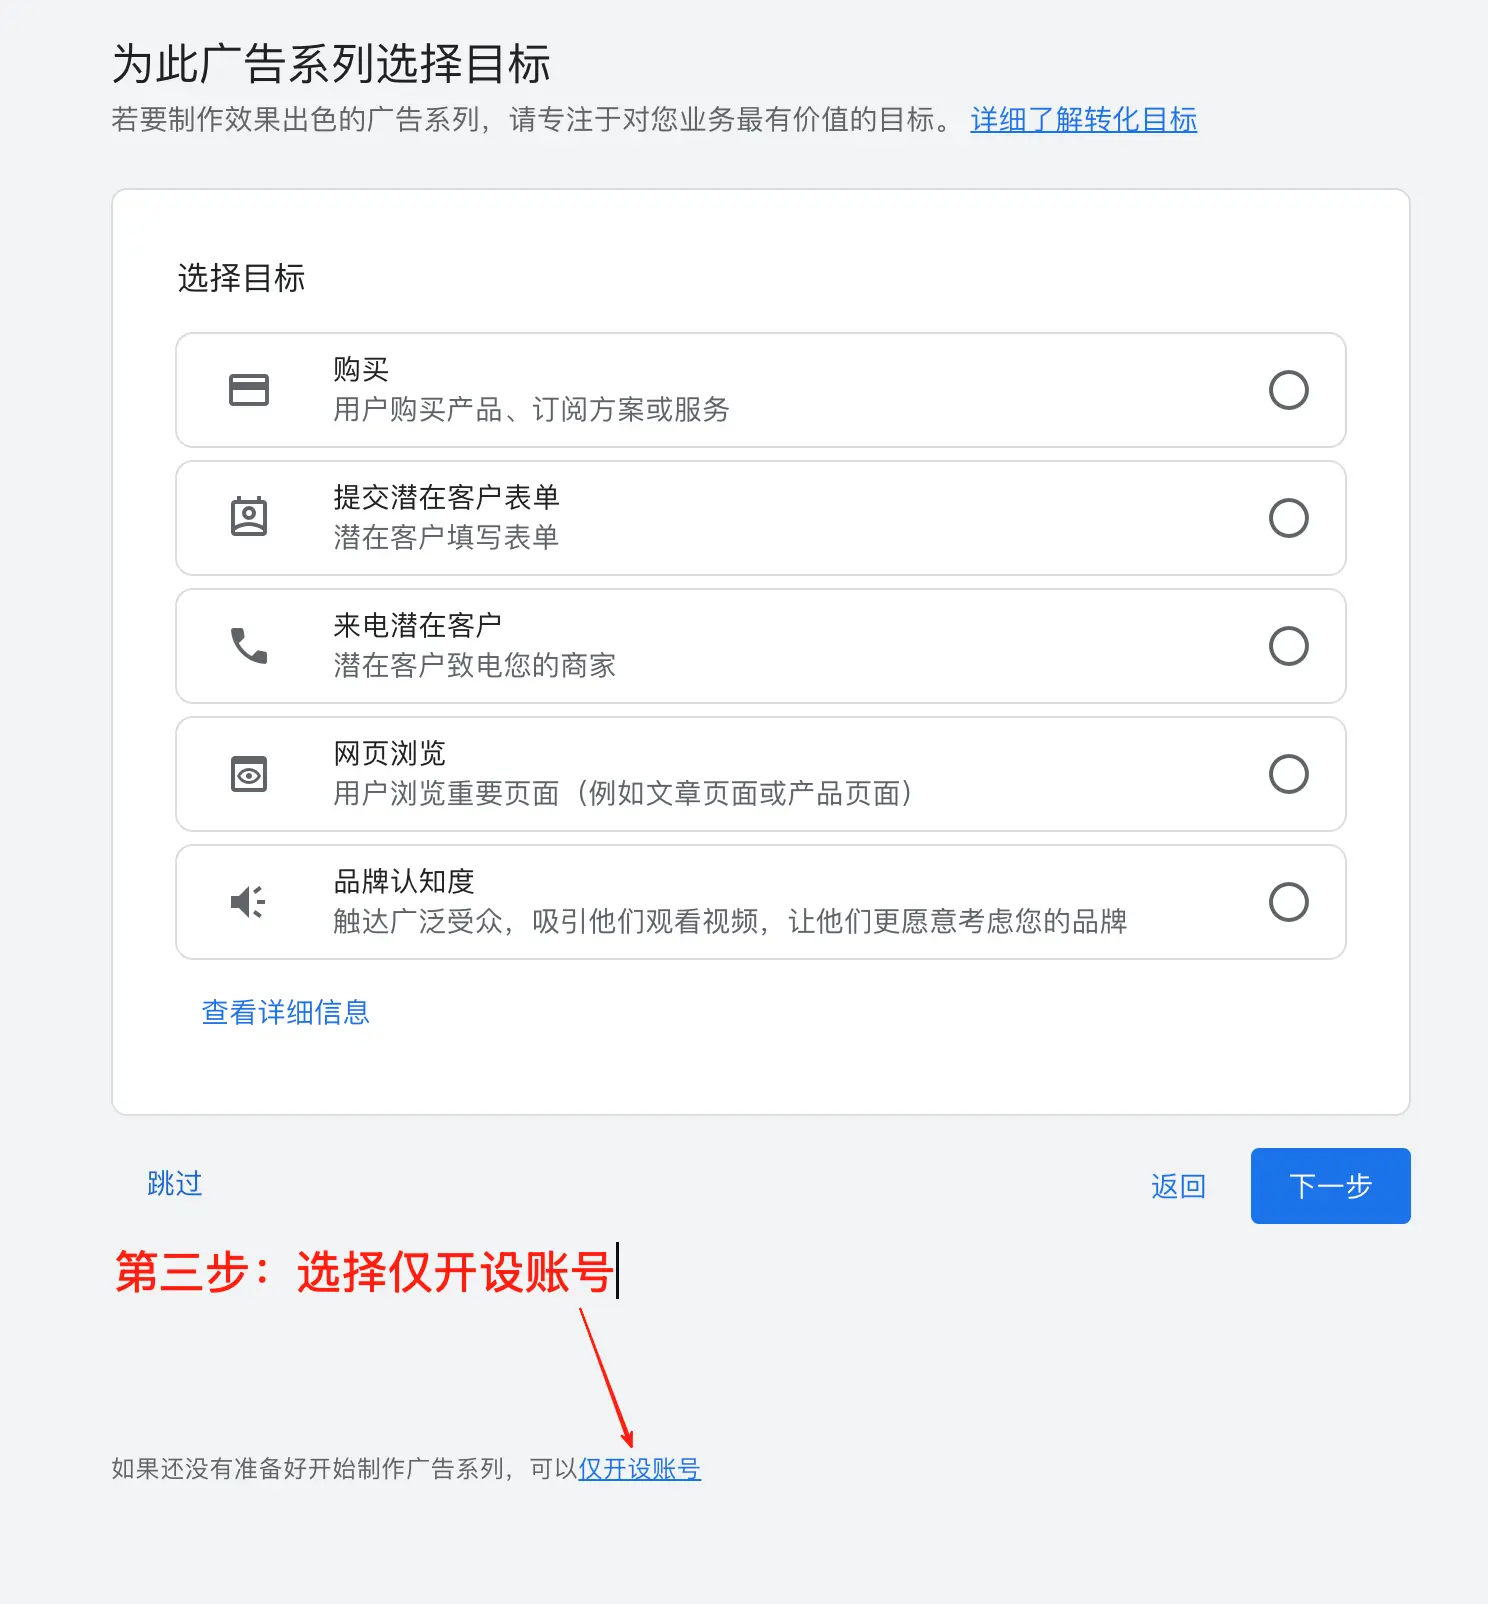 为此广告系列选择目标
若要制作效果出色的广告系列，请专注于对您业务最有价值的目标。 详细了解转化目标
选择目标
购买
用户购买产品、订阅方案或服务
提交潜在客户表单
潜在客户填写表单
来电潜在客户
潜在客户致电您的商家
网页浏览
用户浏览重要页面（例如文章页面或产品页面）
品牌认知度
触达广泛受众，吸引他们观看视频，让他们更愿意考虑您的品牌
查看详细信息
跳过
返回
下一步
第三步：选择仅开设账号
如果还没有准备好开始制作广告系列，可以仅开设账号